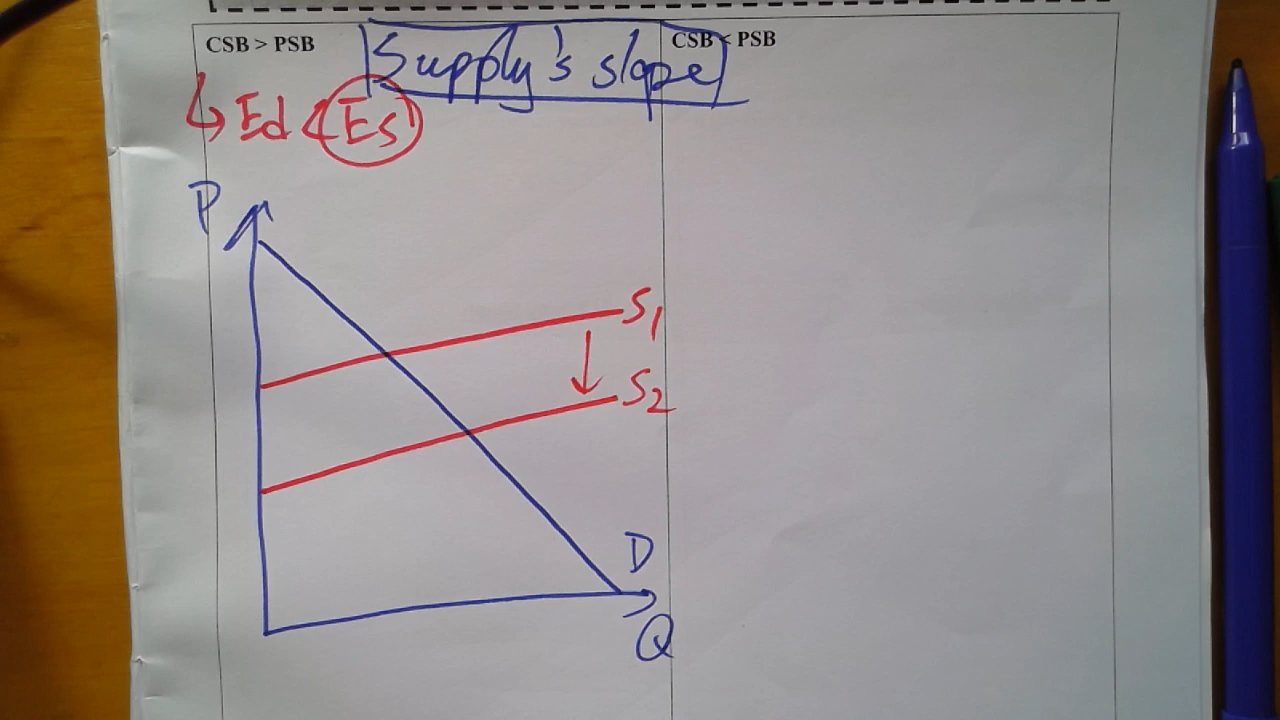 CSB > PSB
Supply's slope
CSB < PSB
Ed < Es
P
S1
S2
D
Q